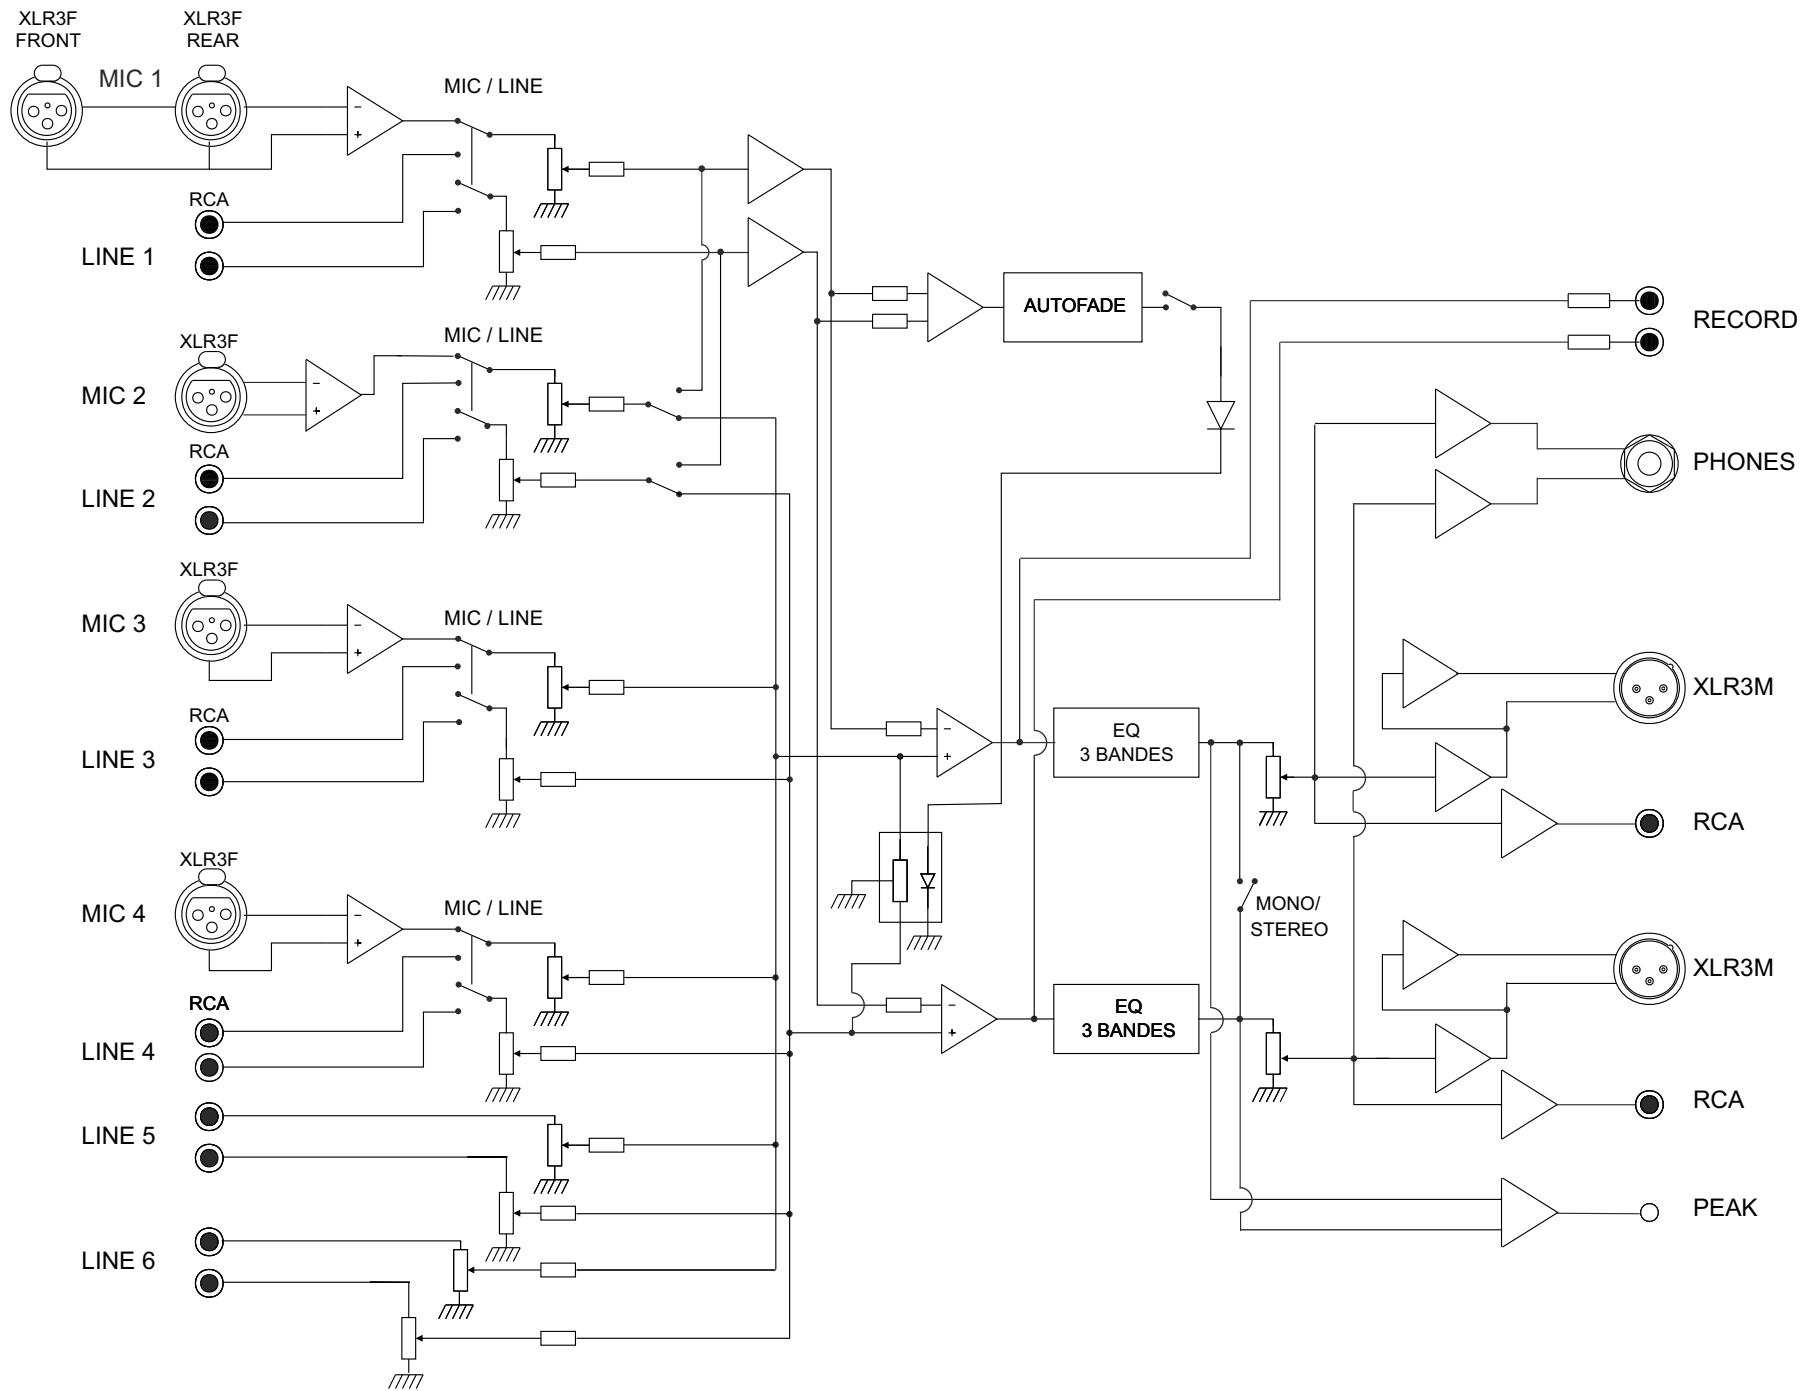 XLR3F
FRONT
XLR3F
REAR
MIC 1
MIC / LINE
-
+
RCA
LINE 1
AUTOFADE
RECORD
MIC / LINE
XLR3F
MIC 2
-
+
RCA
LINE 2
PHONES
XLR3F
MIC / LINE
MIC 3
-
+
RCA
LINE 3
-
+
EQ
3 BANDES
XLR3M
RCA
XLR3F
MIC / LINE
MIC 4
-
+
MONO/
STEREO
RCA
LINE 4
-
+
EQ
3 BANDES
XLR3M
RCA
LINE 5
PEAK
LINE 6